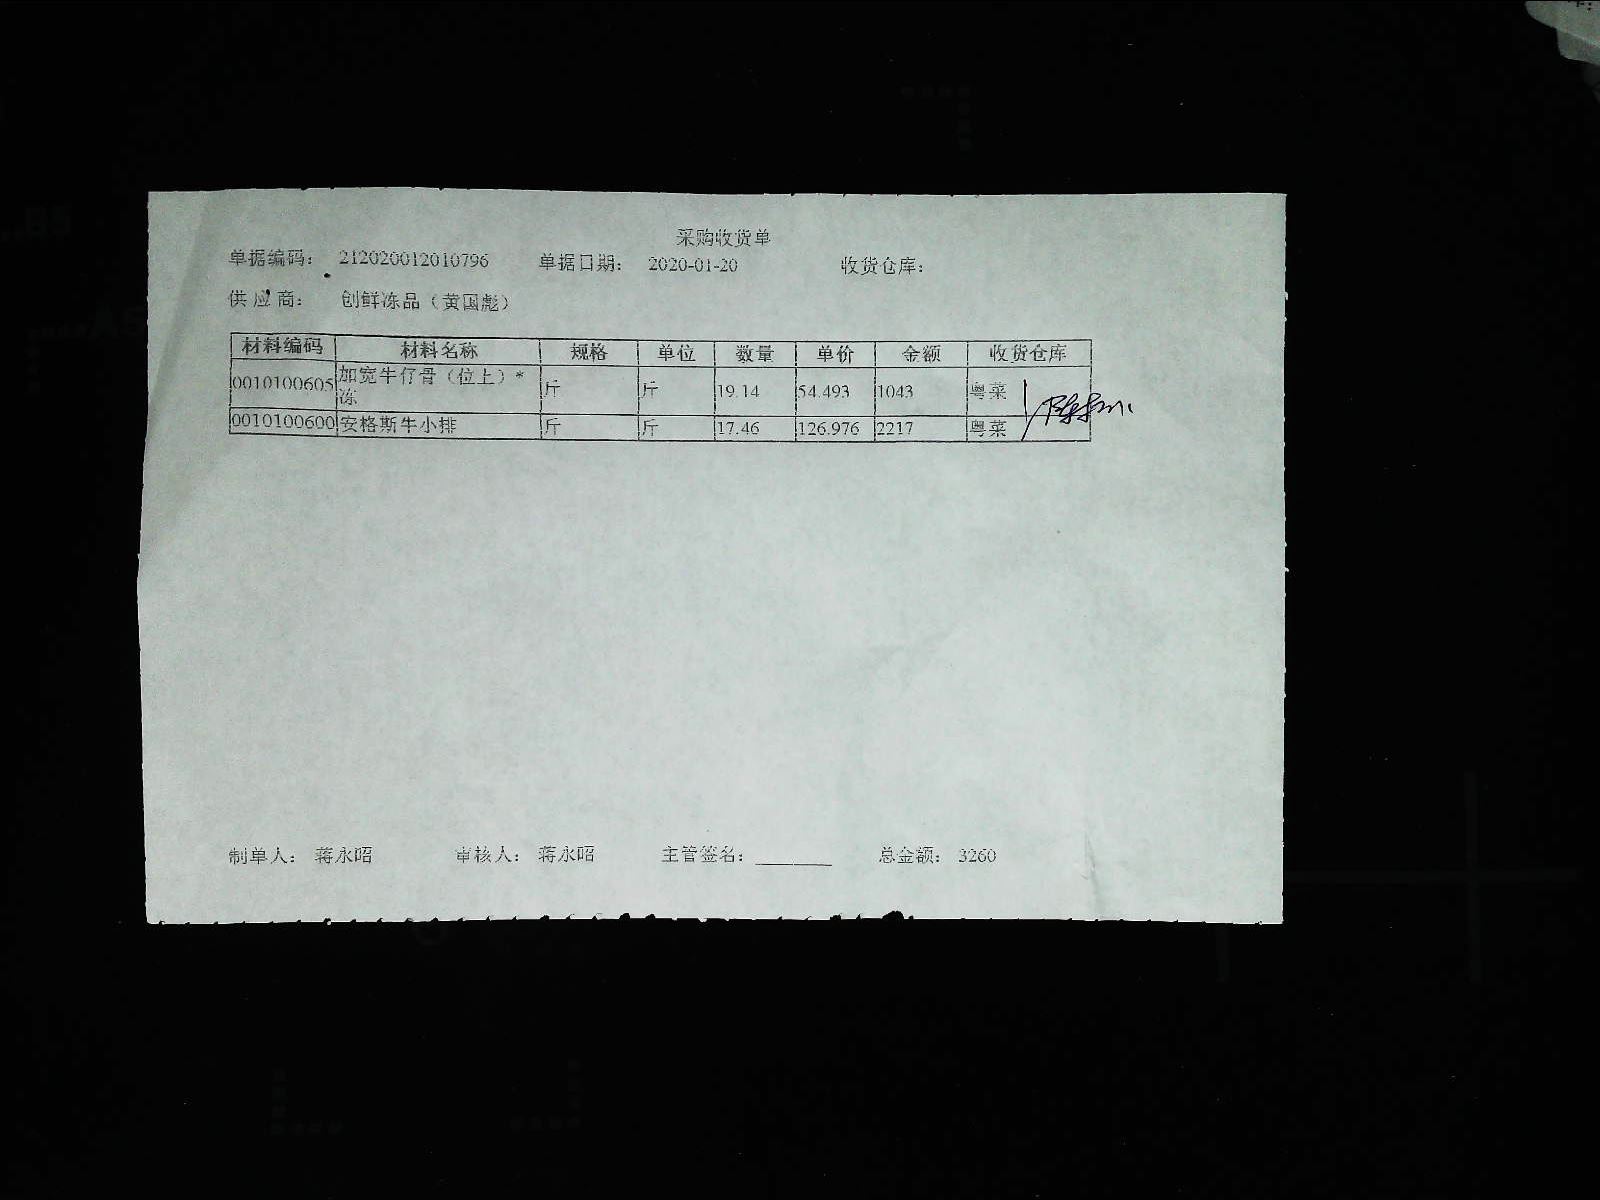 采购收货单
单据编码： 212020012010796 单据日期： 2020-01-20 收货仓库：
供应商： 创鲜冻品（黄国彪）
材料编码 材料名称 规格 单位 数量 单价 金额 收货仓库
0010100605 加宽牛仔骨（位上）*冻 斤 斤 19.14 54.493 1043 粤菜
0010100600 安格斯牛小排 斤 斤 17.46 126.976 2217 粤菜
制单人： 蒋永昭 审核人： 蒋永昭 主管签名： 总金额： 3260